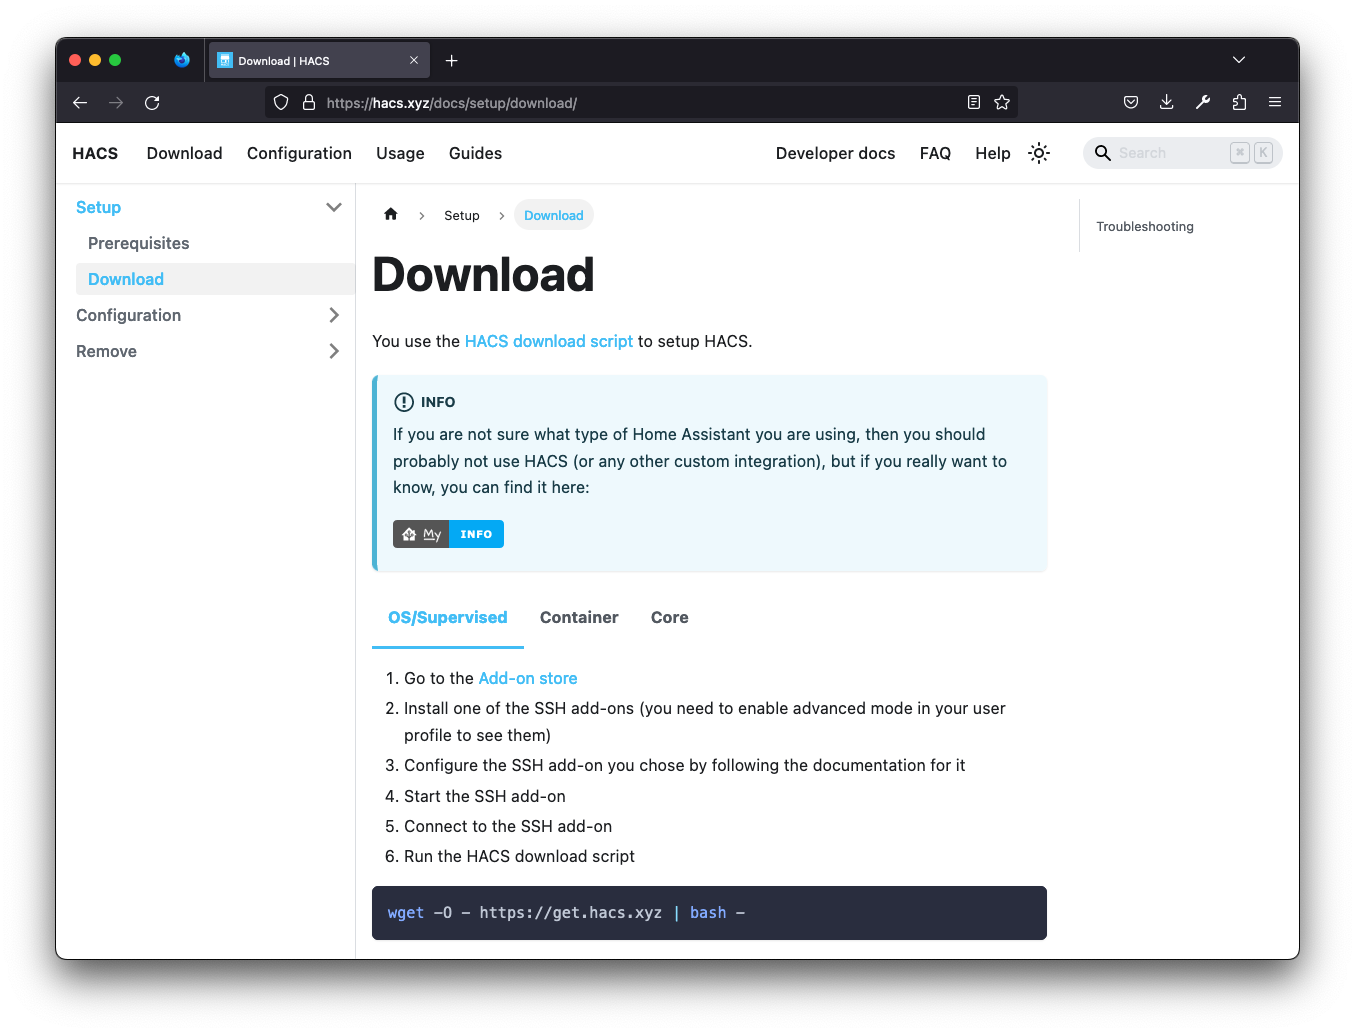 Download | HACS
https://hacs.xyz/docs/setup/download/
HACS Download Configuration Usage Guides Developer docs FAQ Help Search ⌘ K
Setup
Prerequisites
Download
Configuration
Remove
Setup Download
Download
You use the HACS download script to setup HACS.
INFO
If you are not sure what type of Home Assistant you are using, then you should
probably not use HACS (or any other custom integration), but if you really want to
know, you can find it here:
My INFO
OS/Supervised Container Core
1. Go to the Add-on store
2. Install one of the SSH add-ons (you need to enable advanced mode in your user
profile to see them)
3. Configure the SSH add-on you chose by following the documentation for it
4. Start the SSH add-on
5. Connect to the SSH add-on
6. Run the HACS download script
wget -O - https://get.hacs.xyz | bash -
Troubleshooting